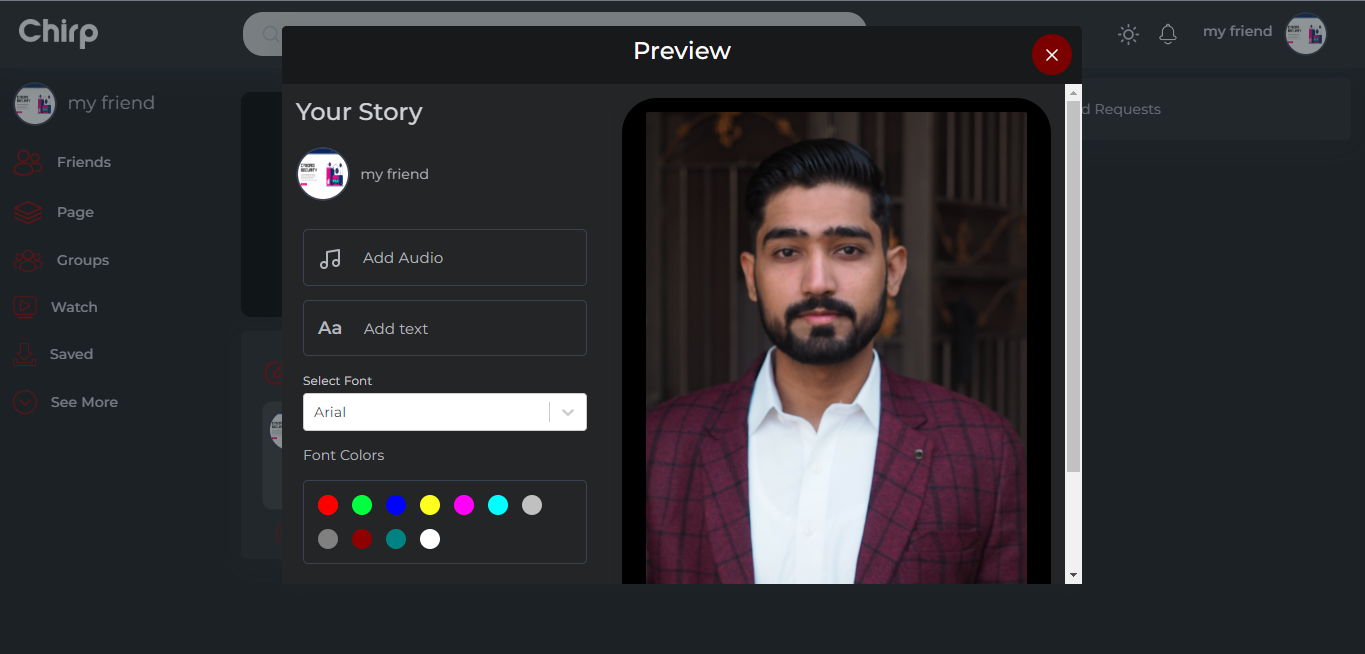 Chirp
Preview
my friend
my friend
Your Story
d Requests
my friend
Friends
Page
Groups
Watch
Saved
See More
Add Audio
Aa Add text
Select Font
Arial
Font Colors